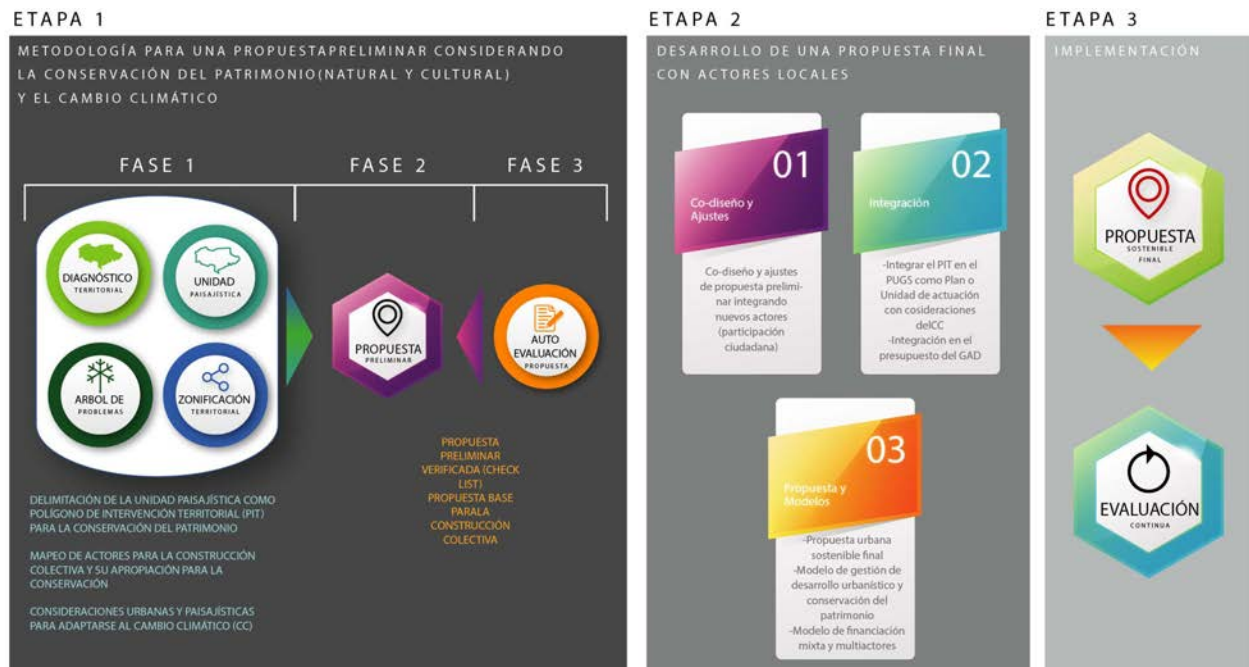 ETAPA 1
METODOLOGÍA PARA UNA PROPUESTAPRELIMINAR CONSIDERANDO
LA CONSERVACIÓN DEL PATRIMONIO(NATURAL Y CULTURAL)
Y EL CAMBIO CLIMÁTICO
FASE 1
FASE 2
FASE 3
DIAGNÓSTICO
TERRITORIAL
UNIDAD
PAISAJÍSTICA
ARBOL DE
PROBLEMAS
ZONIFICACIÓN
TERRITORIAL
PROPUESTA
PRELIMINAR
AUTO
EVALUACIÓN
PROPUESTA
DELIMITACIÓN DE LA UNIDAD PAISAJÍSTICA COMO
POLÍGONO DE INTERVENCIÓN TERRITORIAL (PIT)
PARA LA CONSERVACIÓN DEL PATRIMONIO
MAPEO DE ACTORES PARA LA CONSTRUCCIÓN
COLECTIVA Y SU APROPIACIÓN PARA LA
CONSERVACIÓN
CONSIDERACIONES URBANAS Y PAISAJÍSTICAS
PARA ADAPTARSE AL CAMBIO CLIMÁTICO (CC)
PROPUESTA
PRELIMINAR
VERIFICADA (CHECK
LIST)
PROPUESTA BASE
PARALA
CONSTRUCCIÓN
COLECTIVA
ETAPA 2
DESARROLLO DE UNA PROPUESTA FINAL
CON ACTORES LOCALES
01
Co-diseño y
Ajustes
Co-diseño y ajustes
de propuesta prelimi-
nar integrando
nuevos actores
(participación
ciudadana)
02
Integración
-Integrar el PIT en el
PUGS como Plan o
Unidad de actuación
con cosideraciones
delCC
-Integración en el
presupuesto del GAD
03
Propuesta y
Modelos
-Propuesta urbana
sostenible final
-Modelo de gestión de
desarrollo urbanístico y
conservación del
patrimonio
-Modelo de financiación
mixta y multiactores
ETAPA 3
IMPLEMENTACIÓN
PROPUESTA
SOSTENIBLE
FINAL
EVALUACIÓN
CONTINUA